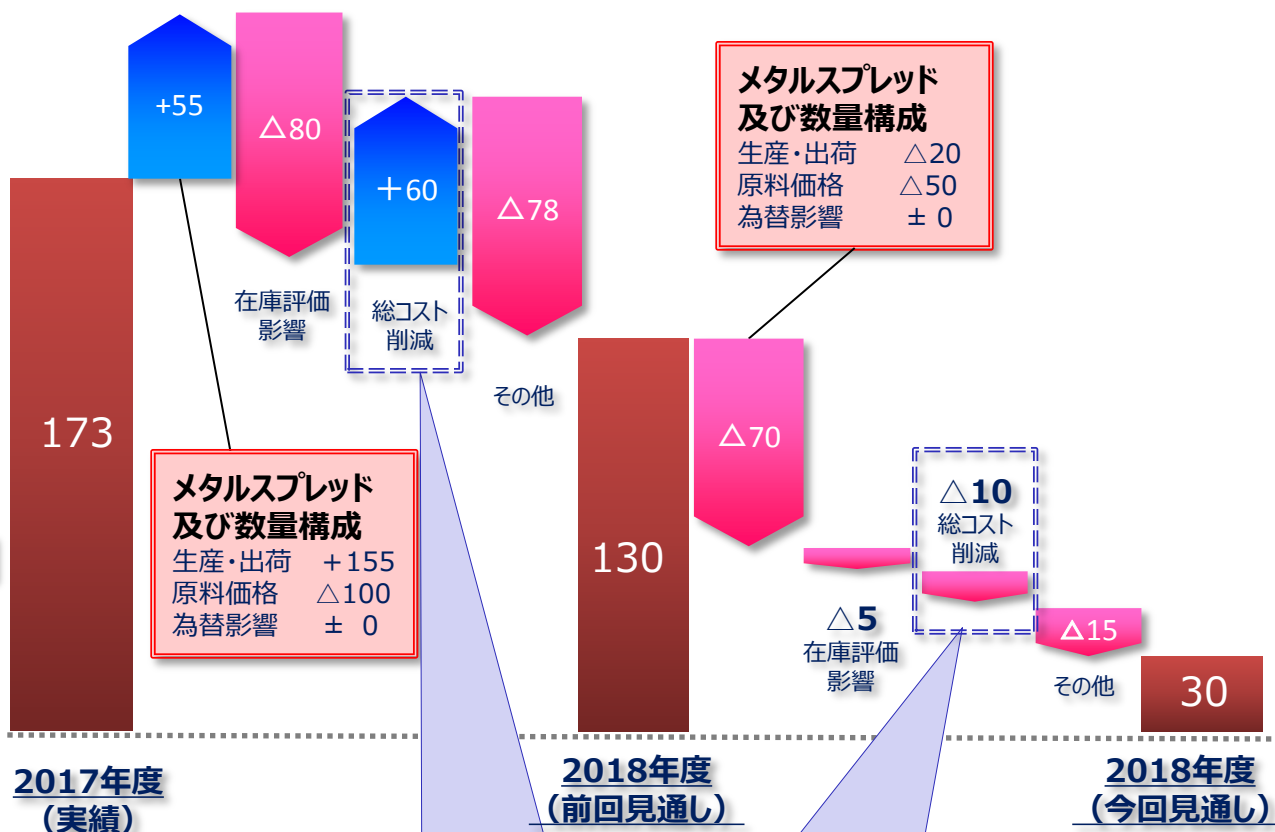 173
+55
△80
在庫評価
影響
＋60
総コスト
削減
△78
その他
メタルスプレッド
及び数量構成
生産・出荷 +155
原料価格 △100
為替影響 ± 0
130
△70
メタルスプレッド
及び数量構成
生産・出荷 △20
原料価格 △50
為替影響 ± 0
△5
在庫評価
影響
△10
総コスト
削減
△15
その他
30
2017年度
（実績）
2018年度
（前回見通し）
2018年度
（今回見通し）